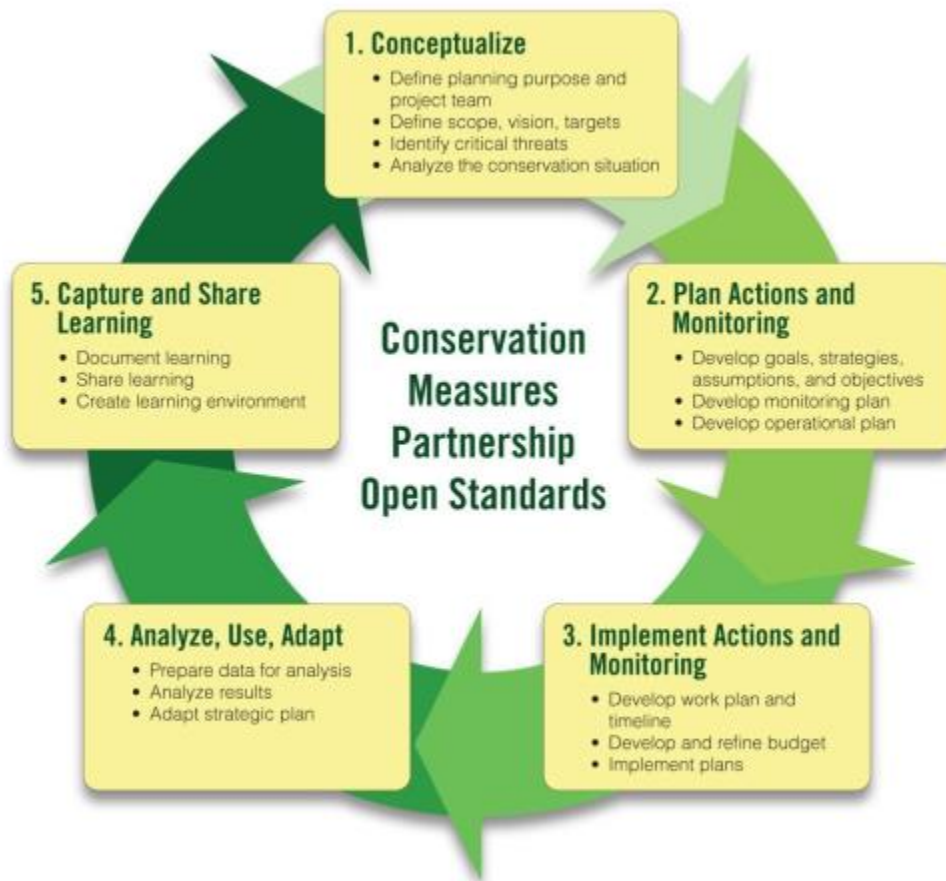 1. Conceptualize
• Define planning purpose and
project team
• Define scope, vision, targets
• Identify critical threats
• Analyze the conservation situation
2. Plan Actions and
Monitoring
• Develop goals, strategies,
assumptions, and objectives
• Develop monitoring plan
• Develop operational plan
3. Implement Actions and
Monitoring
• Develop work plan and
timeline
• Develop and refine budget
• Implement plans
4. Analyze, Use, Adapt
• Prepare data for analysis
• Analyze results
• Adapt strategic plan
5. Capture and Share
Learning
• Document learning
• Share learning
• Create learning environment
Conservation
Measures
Partnership
Open Standards